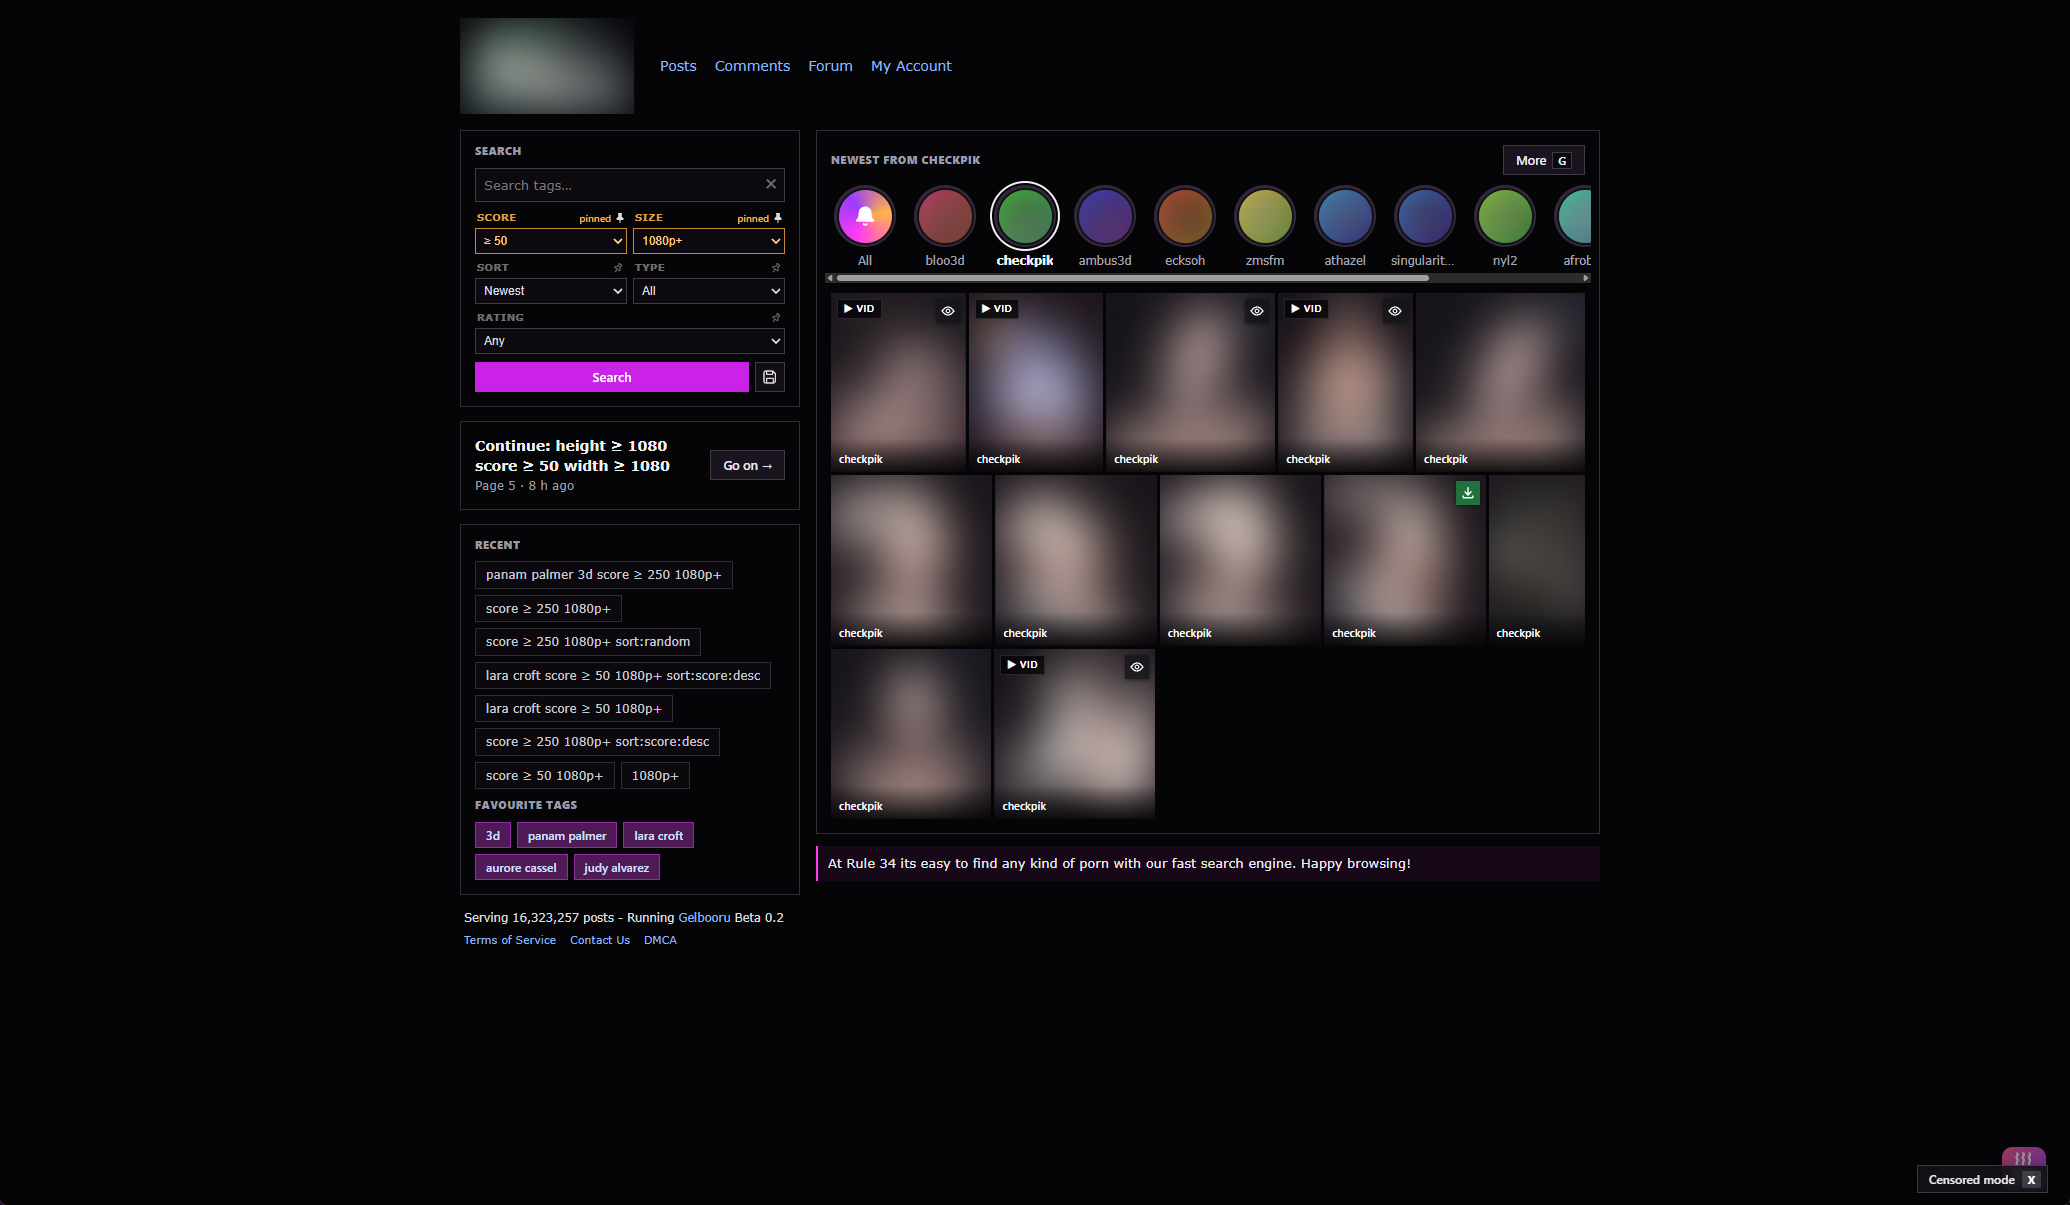 Posts Comments Forum My Account
SEARCH
Search tags...
SCORE pinned SIZE pinned
≥ 50 1080p+
SORT TYPE
Newest All
RATING
Any
Search
Continue: height ≥ 1080
score ≥ 50 width ≥ 1080
Page 5 · 8 h ago
Go on →
RECENT
panam palmer 3d score ≥ 250 1080p+
score ≥ 250 1080p+
score ≥ 250 1080p+ sort:random
lara croft score ≥ 50 1080p+ sort:score:desc
lara croft score ≥ 50 1080p+
score ≥ 250 1080p+ sort:score:desc
score ≥ 50 1080p+ 1080p+
FAVOURITE TAGS
3d panam palmer lara croft
aurore cassel judy alvarez
Serving 16,323,257 posts - Running Gelbooru Beta 0.2
Terms of Service Contact Us DMCA
NEWEST FROM CHECKPIK
More G
All bloo3d checkpik ambus3d ecksoh zmsfm athazel singularit... nyl2 afrob
VID VID VID
checkpik checkpik checkpik checkpik checkpik
checkpik checkpik checkpik checkpik checkpik
VID
checkpik checkpik
At Rule 34 its easy to find any kind of porn with our fast search engine. Happy browsing!
Censored mode X